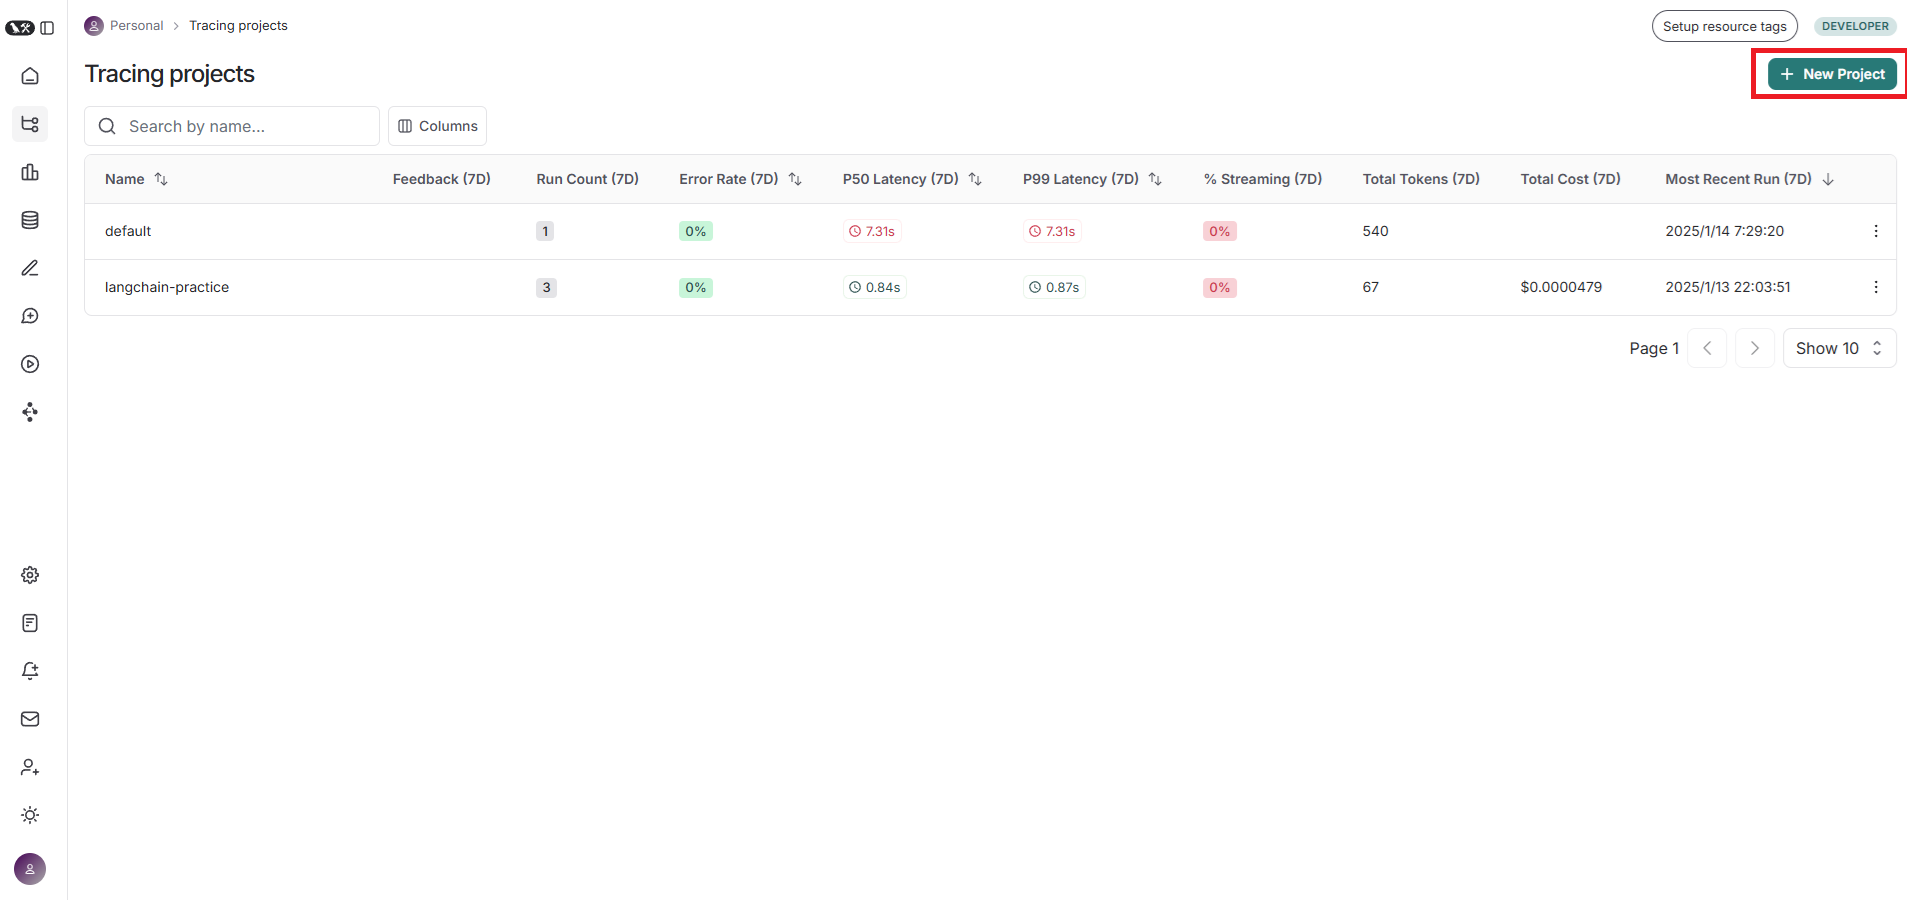 Personal > Tracing projects
Setup resource tags
DEVELOPER
Tracing projects
+ New Project
Search by name...
Columns
Name Feedback (7D) Run Count (7D) Error Rate (7D) P50 Latency (7D) P99 Latency (7D) % Streaming (7D) Total Tokens (7D) Total Cost (7D) Most Recent Run (7D)
default 1 0% 7.31s 7.31s 0% 540 2025/1/14 7:29:20
langchain-practice 3 0% 0.84s 0.87s 0% 67 $0.0000479 2025/1/13 22:03:51
Page 1 Show 10